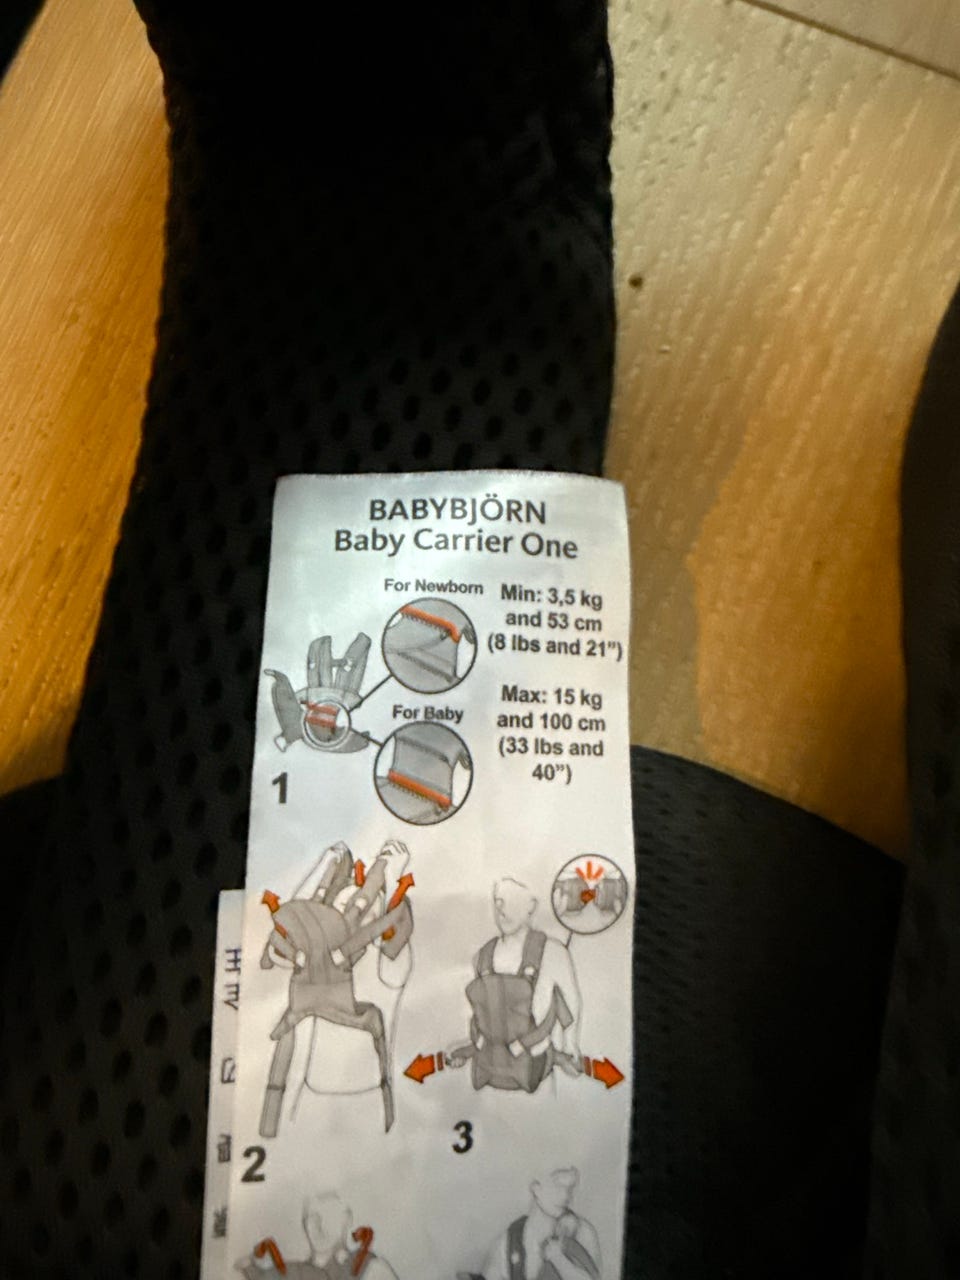 BABYBJÖRN
Baby Carrier One
For Newborn
Min: 3,5 kg
and 53 cm
(8 lbs and 21")
For Baby
Max: 15 kg
and 100 cm
(33 lbs and
40")
1
2
3